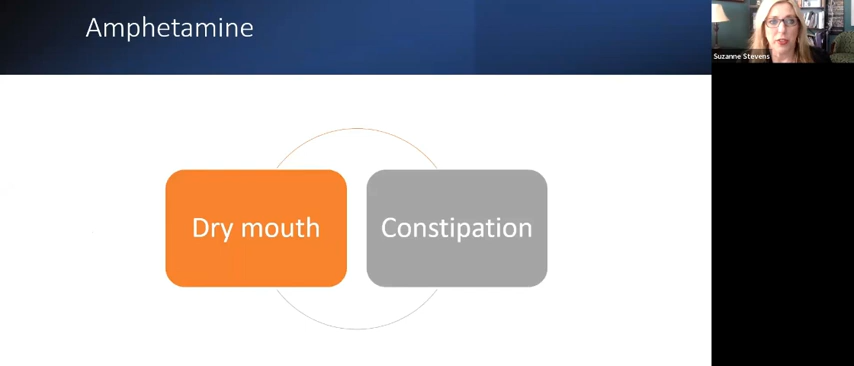 Amphetamine
Suzanne Stevens
Dry mouth
Constipation